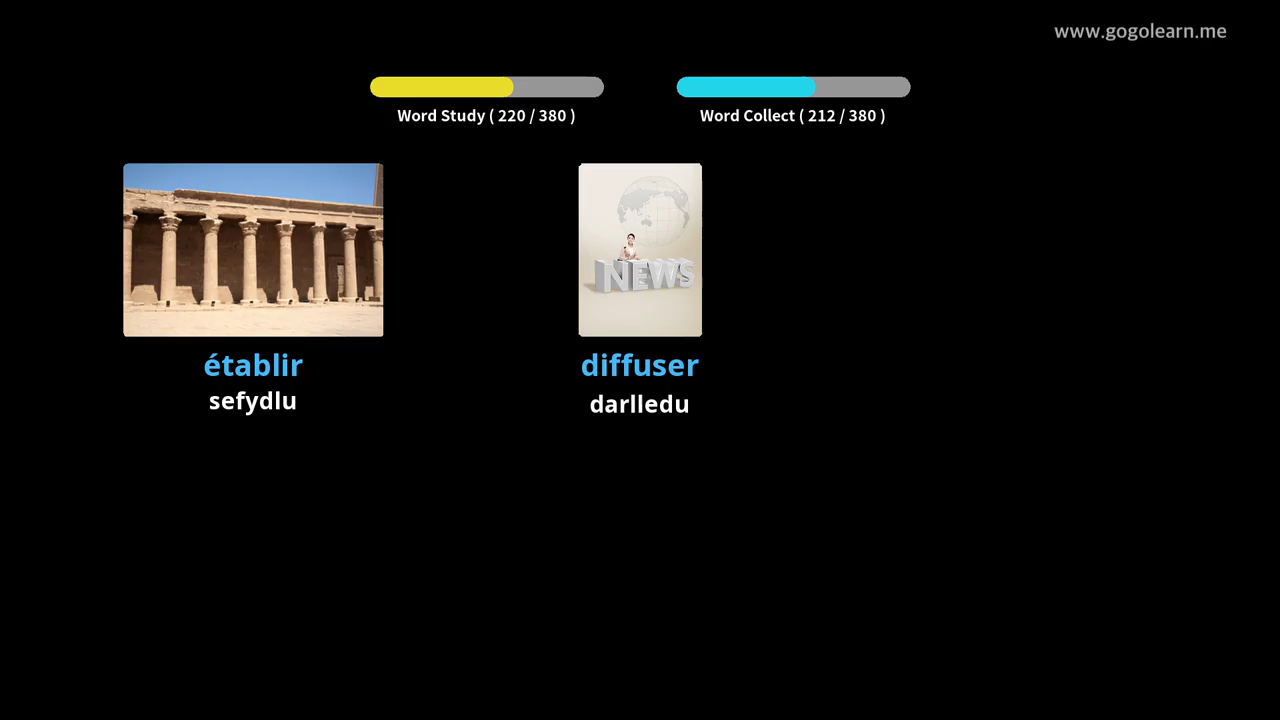 www.gogolearn.me
Word Study ( 220 / 380 )
Word Collect ( 212 / 380 )
NEWS
établir
diffuser
sefydlu
darlledu